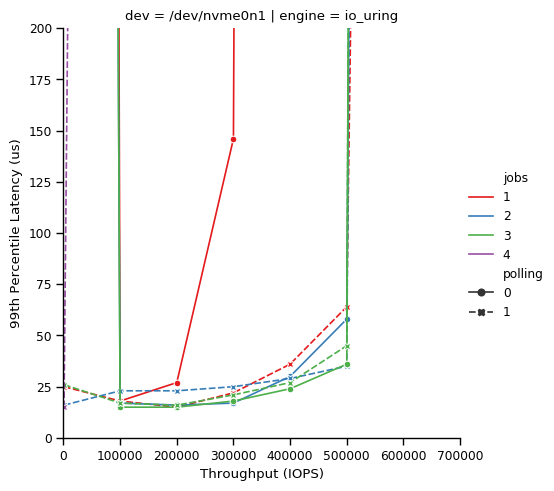 dev = /dev/nvme0n1 | engine = io_uring
200
175
150
125
100
75
50
25
0
99th Percentile Latency (us)
0 100000 200000 300000 400000 500000 600000 700000
Throughput (IOPS)
jobs
1
2
3
4
polling
0
1